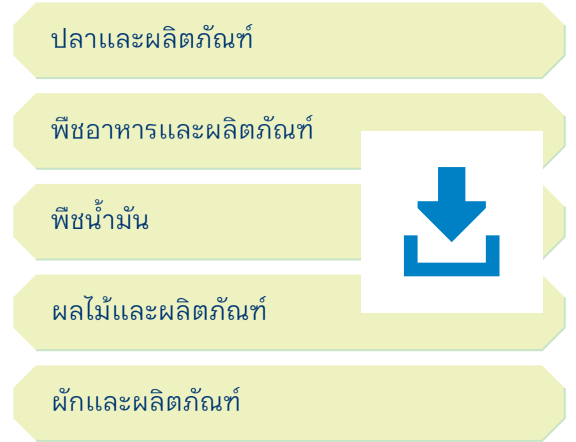 ปลาและผลิตภัณฑ์
พืชอาหารและผลิตภัณฑ์
พืชน้ำมัน
ผลไม้และผลิตภัณฑ์
ผักและผลิตภัณฑ์